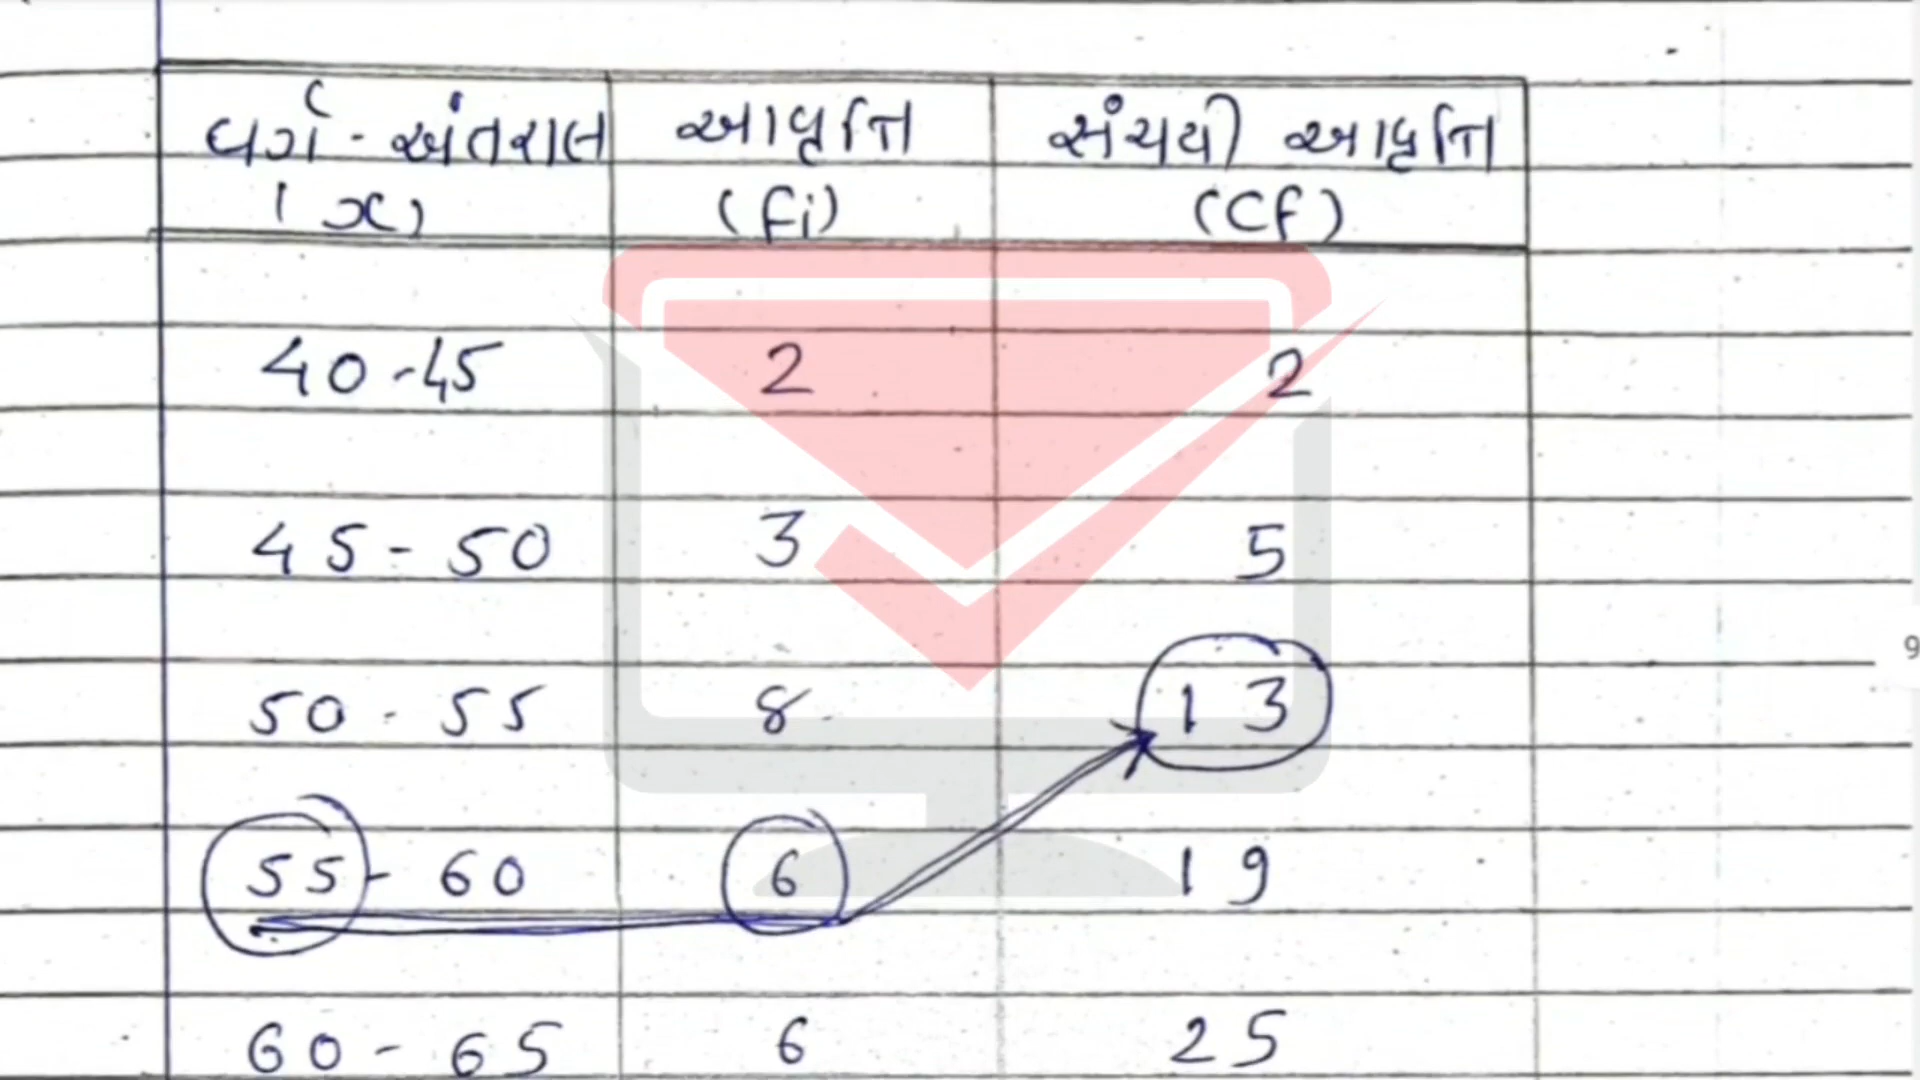 વર્ગ - અંતરાલ આવૃત્તિ સંચયી આવૃત્તિ
(x) (fi) (cf)
40-45 2 2
45-50 3 5
50-55 8 13
55-60 6 19
60-65 6 25
9